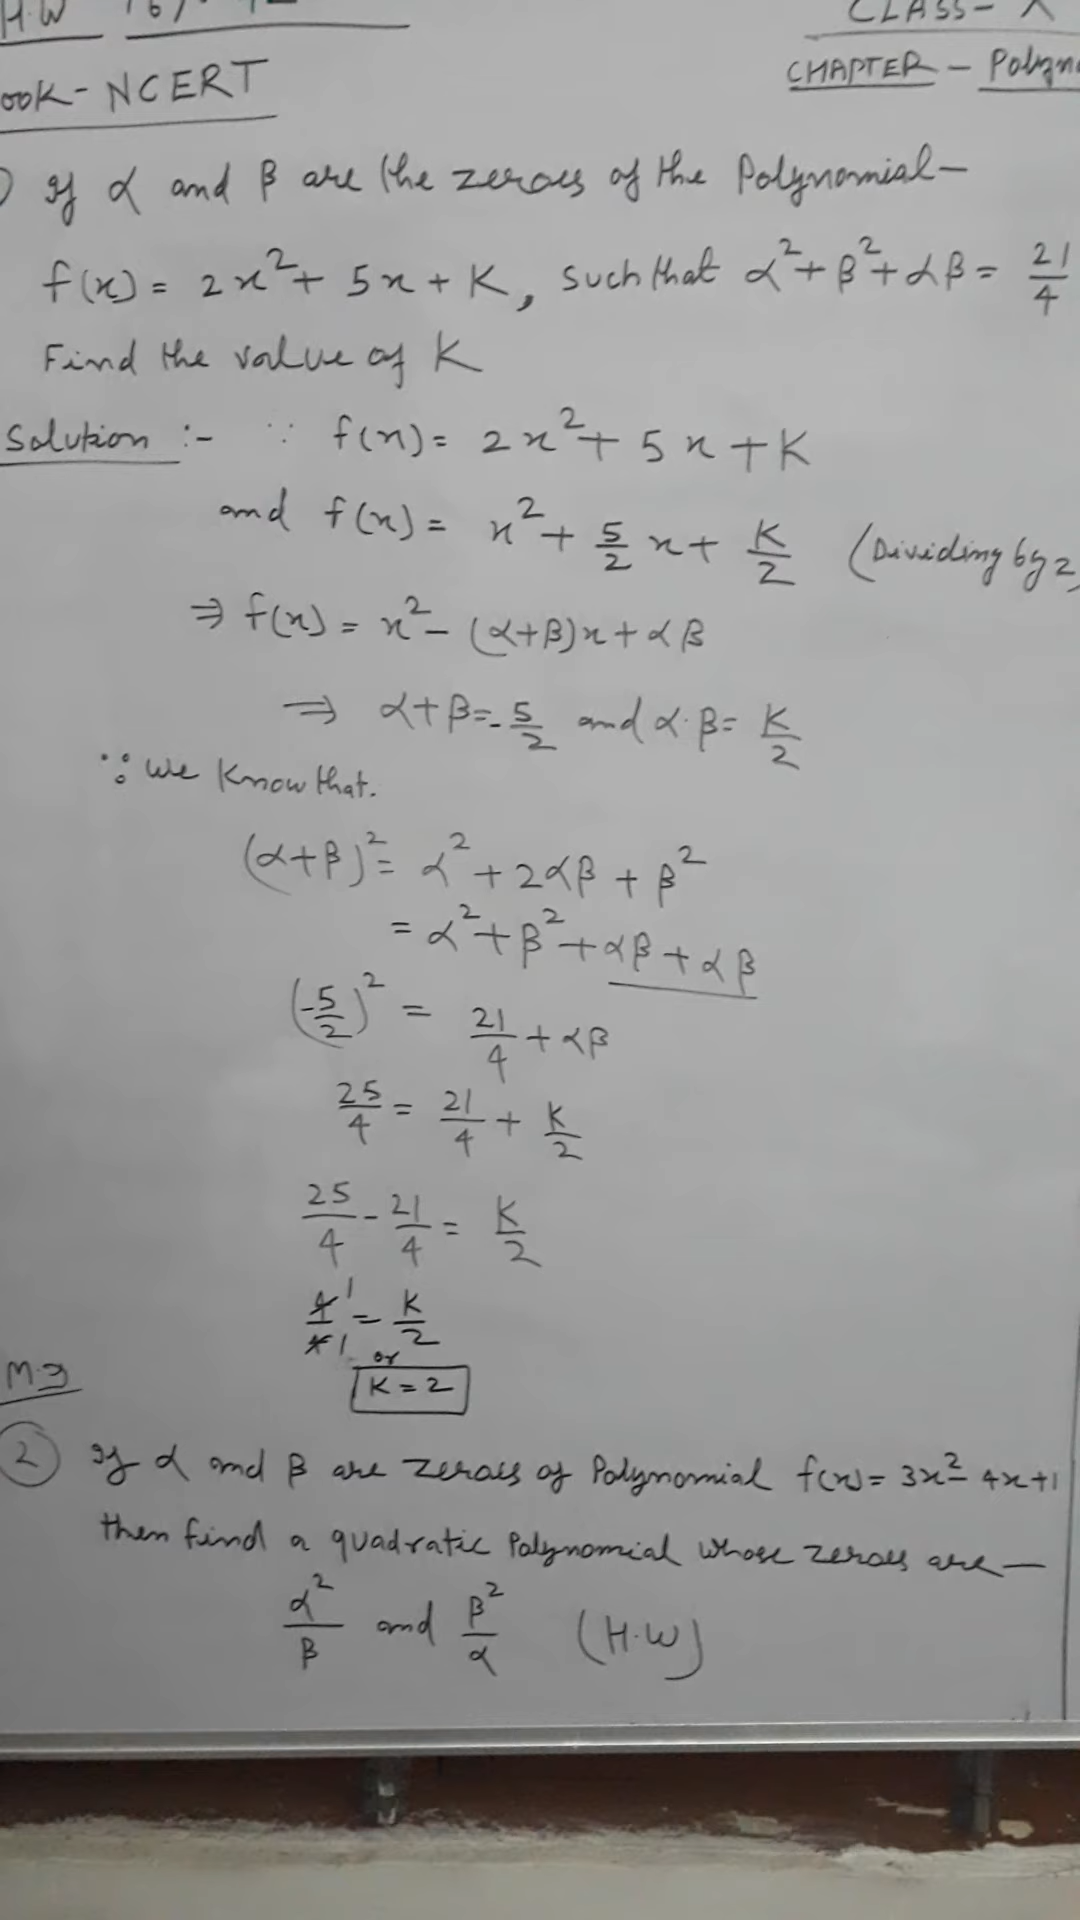 H.W
CLASS- X
OOK- NCERT
CHAPTER -
If α and β are the zeroes of the Polynomial-
f(x) = 2x² + 5x + K, such that α² + β² + αβ = 21/4
Find the value of K
Solution :- ∵ f(x) = 2x² + 5x + K
and f(x) = x² + 5/2 x + K/2 (Dividing by 2)
⇒ f(x) = x² - (α+β)x + αβ
⇒ α+β = -5/2 and α·β = K/2
∵ We Know that.
(α+β)² = α² + 2αβ + β²
= α² + β² + αβ + αβ
(-5/2)² = 21/4 + αβ
25/4 = 21/4 + K/2
25/4 - 21/4 = K/2
4/4 1/1 = K/2
or
K = 2
2 If α and β are zeroes of Polynomial f(x) = 3x² - 4x + 1
then find a quadratic Polynomial whose zeroes are —
α²/β and β²/α (H.W)